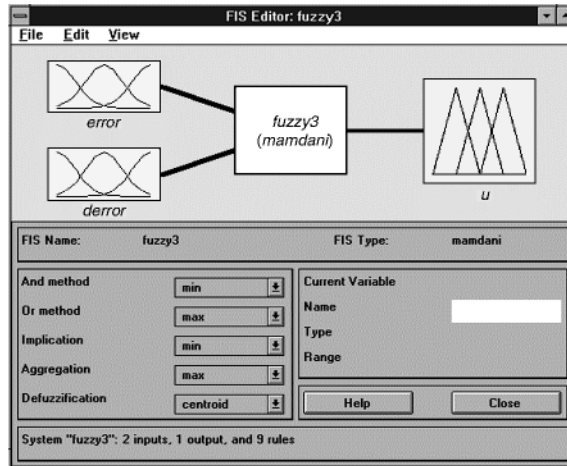 FIS Editor: fuzzy3
File Edit View
error
derror
fuzzy3
(mamdani)
u
FIS Name: fuzzy3 FIS Type: mamdani
And method min
Or method max
Implication min
Aggregation max
Defuzzification centroid
Current Variable
Name
Type
Range
Help Close
System "fuzzy3": 2 inputs, 1 output, and 9 rules